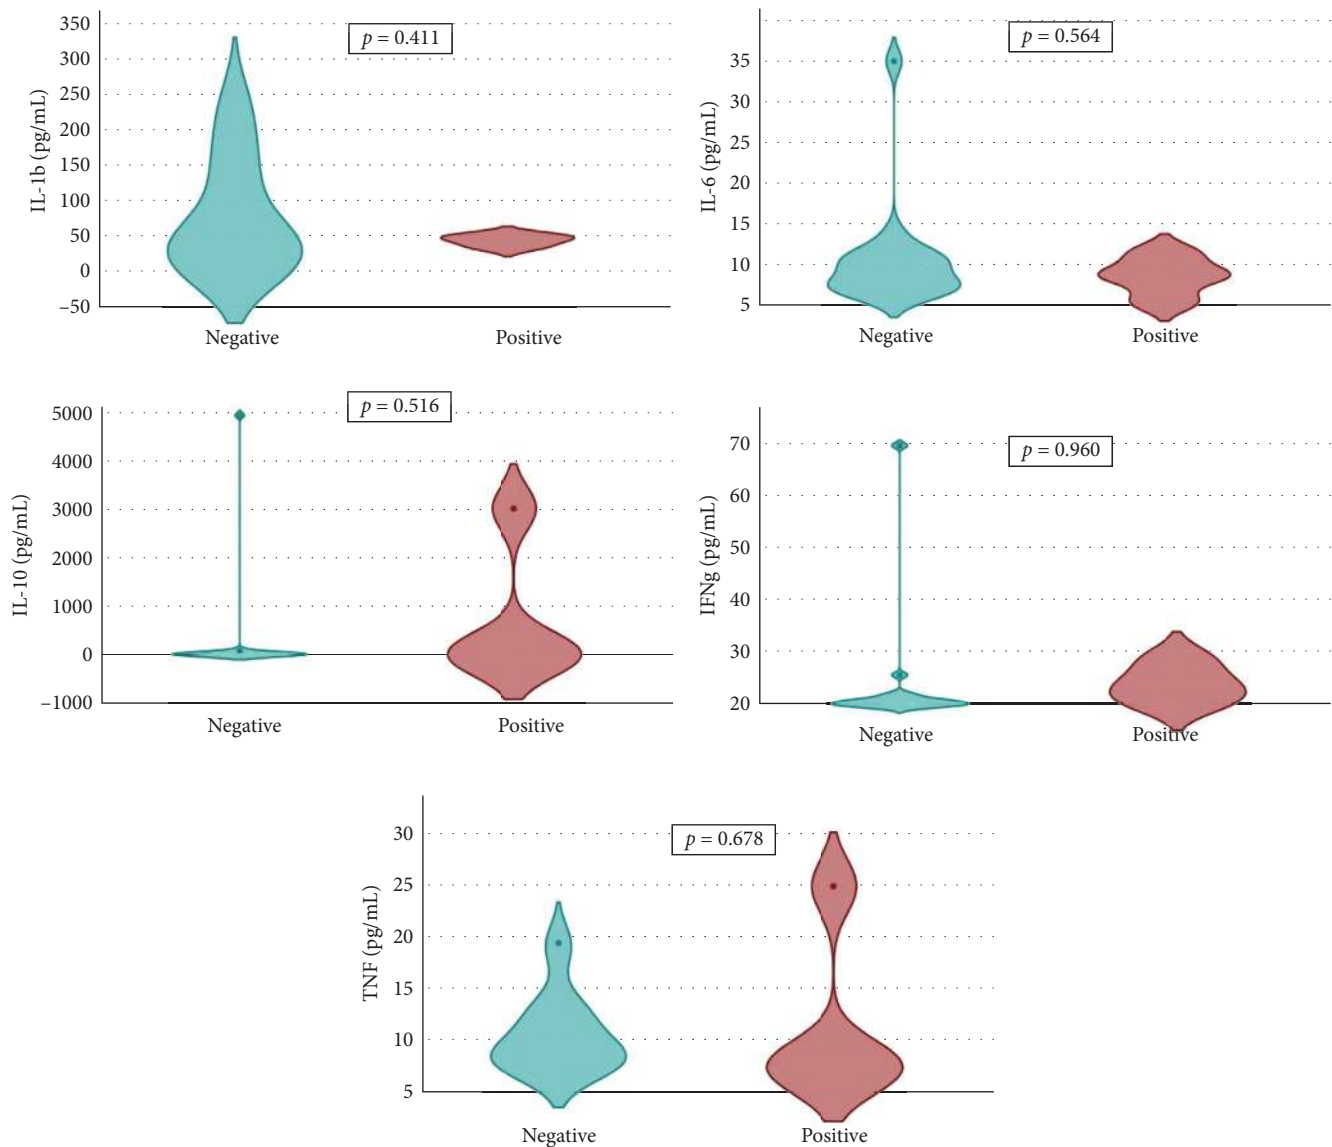 350
300
250
200
150
100
50
0
–50
IL-1b (pg/mL)
p = 0.411
Negative
Positive
35
30
25
20
15
10
5
IL-6 (pg/mL)
p = 0.564
Negative
Positive
5000
4000
3000
2000
1000
0
–1000
IL-10 (pg/mL)
p = 0.516
Negative
Positive
70
60
50
40
30
20
IFNg (pg/mL)
p = 0.960
Negative
Positive
30
25
20
15
10
5
TNF (pg/mL)
p = 0.678
Negative
Positive